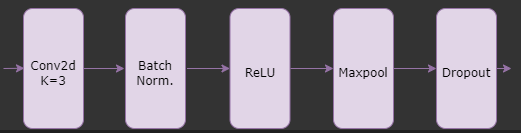 Conv2d
K=3
Batch
Norm.
ReLU
Maxpool
Dropout